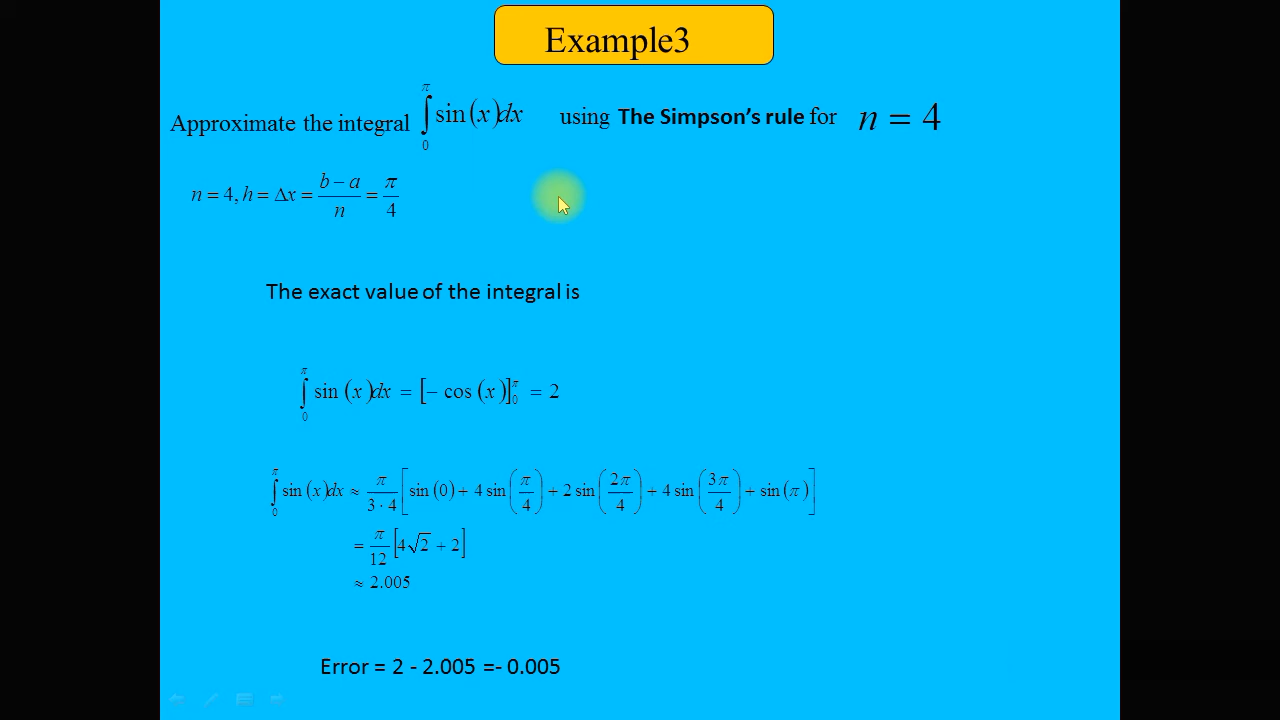 Example3
Approximate the integral ∫₀^π sin(x)dx using The Simpson's rule for n = 4
n = 4, h = Δx = (b − a)/n = π/4
The exact value of the integral is
∫₀^π sin(x)dx = [− cos(x)]₀^π = 2
∫₀^π sin(x)dx ≈ π/(3·4) [sin(0) + 4 sin(π/4) + 2 sin(2π/4) + 4 sin(3π/4) + sin(π)]
= π/12 [4√2 + 2]
≈ 2.005
Error = 2 - 2.005 =- 0.005